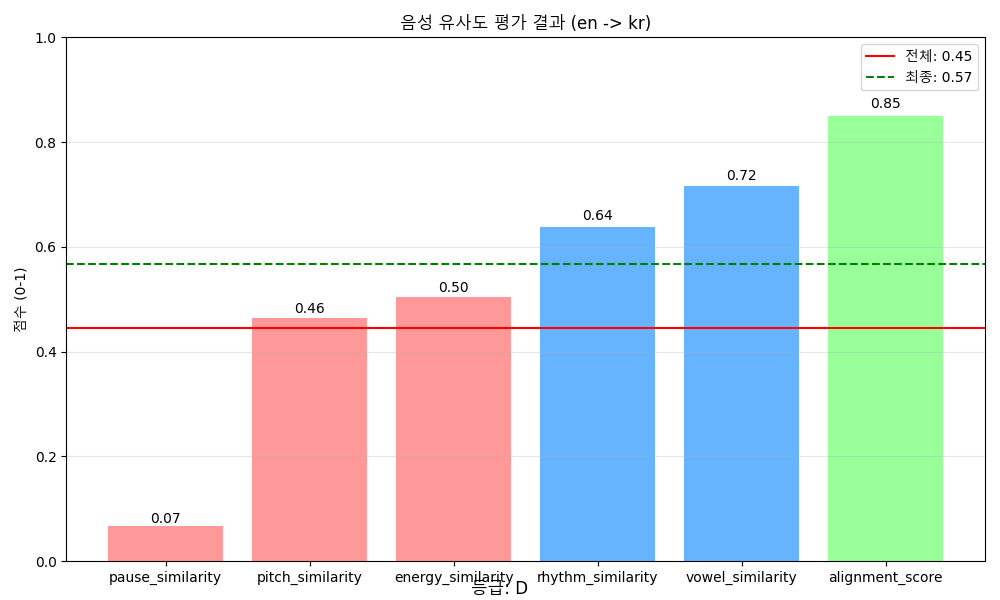 음성 유사도 평가 결과 (en -> kr)
전체: 0.45
최종: 0.57
점수 (0-1)
1.0
0.8
0.6
0.4
0.2
0.0
0.07
0.46
0.50
0.64
0.72
0.85
pause_similarity pitch_similarity energy_similarity rhythm_similarity vowel_similarity alignment_score
등급: D